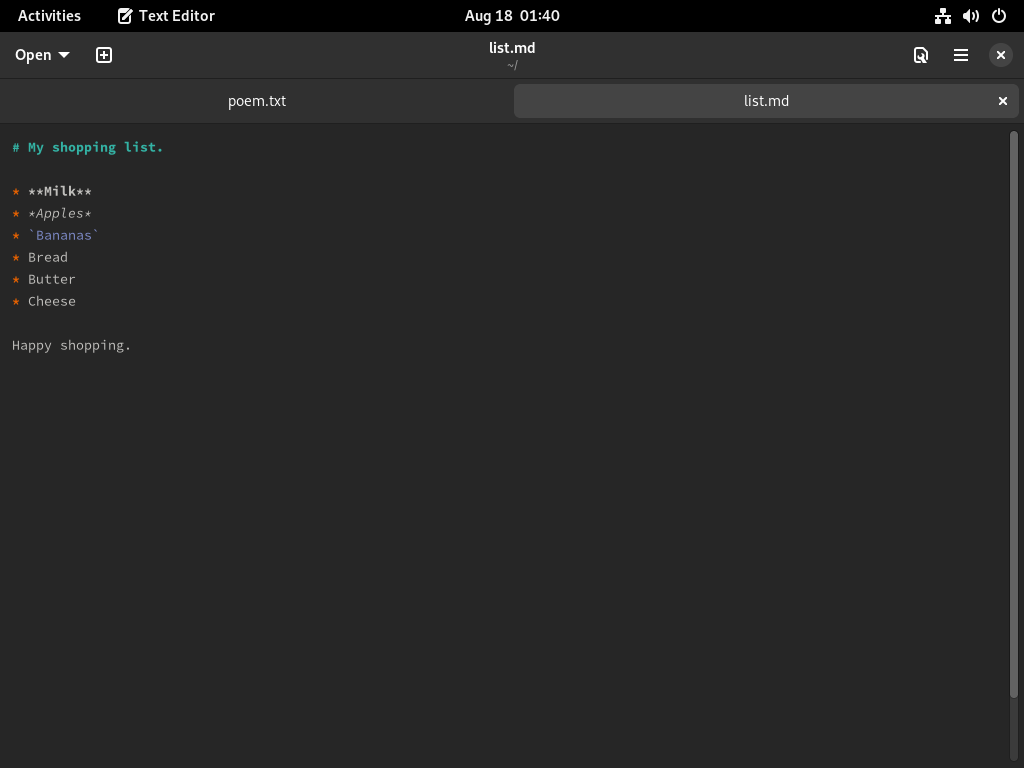 Activities Text Editor Aug 18 01:40
Open list.md
~/
poem.txt list.md
# My shopping list.

* **Milk**
* *Apples*
* `Bananas`
* Bread
* Butter
* Cheese

Happy shopping.